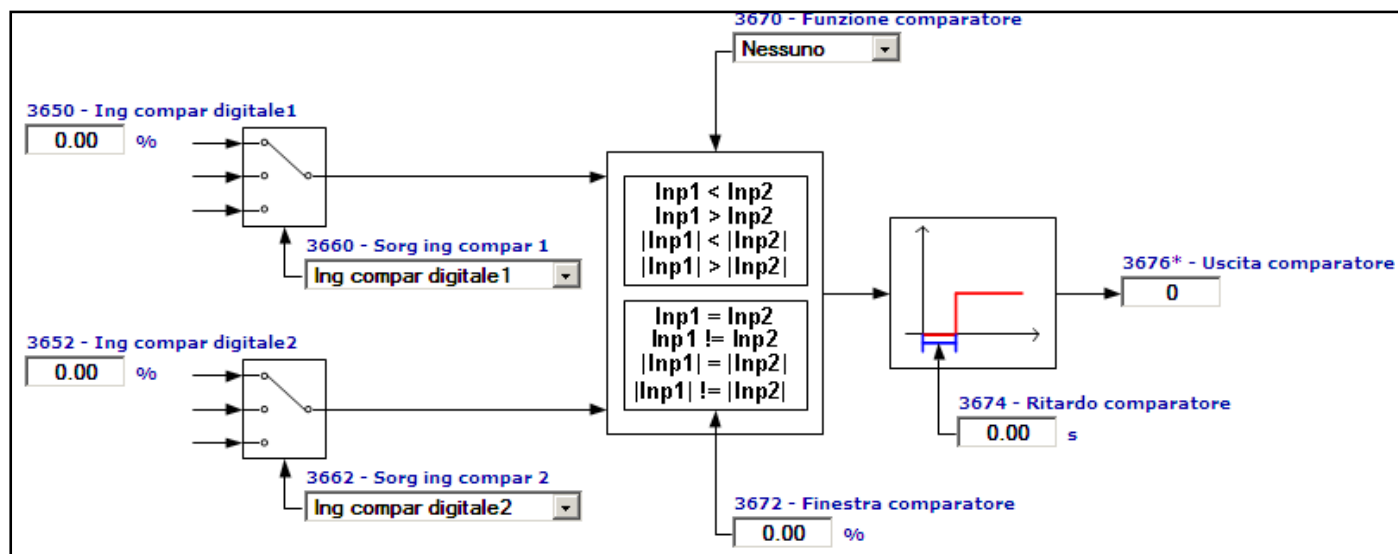 3670 - Funzione comparatore
Nessuno
3650 - Ing compar digitale1
0.00 %
3660 - Sorg ing compar 1
Ing compar digitale1
Inp1 < Inp2
Inp1 > Inp2
|Inp1| < |Inp2|
|Inp1| > |Inp2|
Inp1 = Inp2
Inp1 != Inp2
|Inp1| = |Inp2|
|Inp1| != |Inp2|
3676* - Uscita comparatore
0
3652 - Ing compar digitale2
0.00 %
3674 - Ritardo comparatore
0.00 s
3662 - Sorg ing compar 2
Ing compar digitale2
3672 - Finestra comparatore
0.00 %